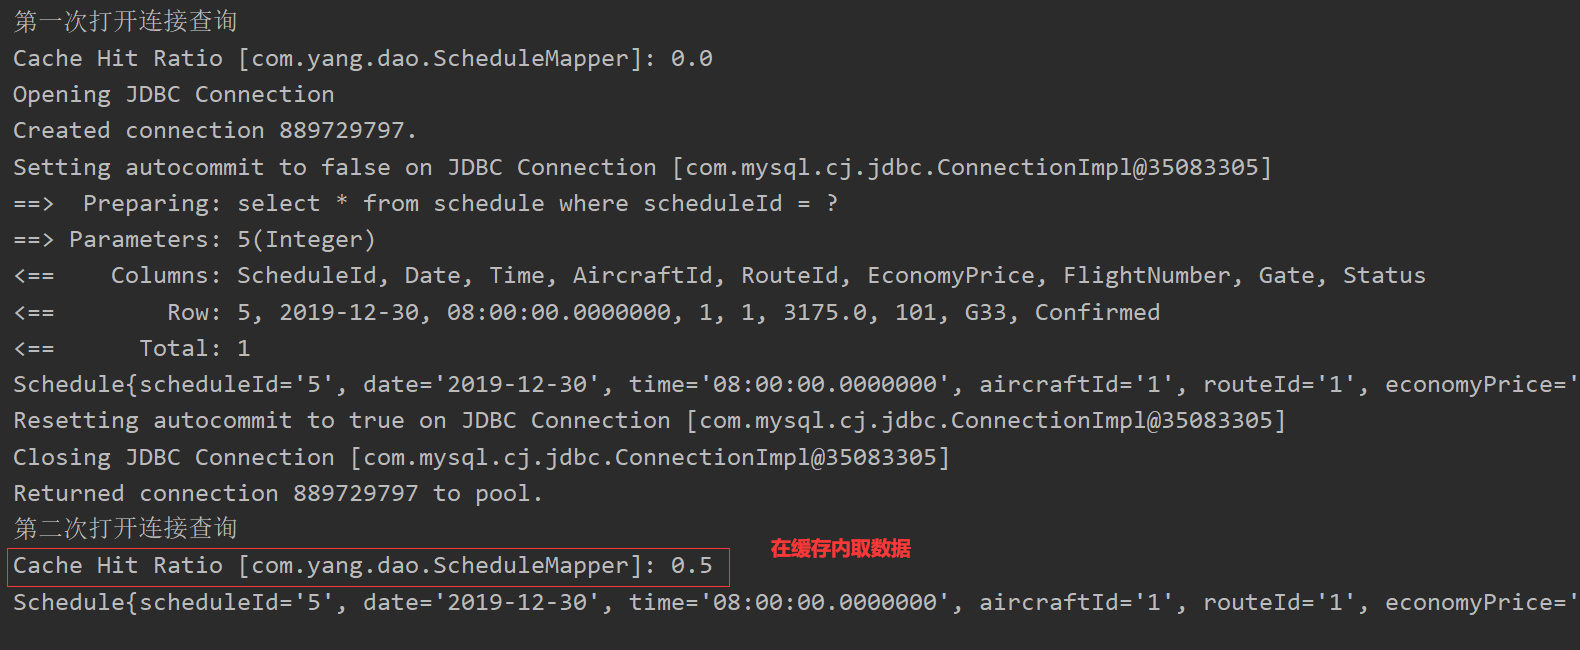 第一次打开连接查询
Cache Hit Ratio [com.yang.dao.ScheduleMapper]: 0.0
Opening JDBC Connection
Created connection 889729797.
Setting autocommit to false on JDBC Connection [com.mysql.cj.jdbc.ConnectionImpl@35083305]
==>  Preparing: select * from schedule where scheduleId = ?
==> Parameters: 5(Integer)
<==    Columns: ScheduleId, Date, Time, AircraftId, RouteId, EconomyPrice, FlightNumber, Gate, Status
<==        Row: 5, 2019-12-30, 08:00:00.0000000, 1, 1, 3175.0, 101, G33, Confirmed
<==      Total: 1
Schedule{scheduleId='5', date='2019-12-30', time='08:00:00.0000000', aircraftId='1', routeId='1', economyPrice='
Resetting autocommit to true on JDBC Connection [com.mysql.cj.jdbc.ConnectionImpl@35083305]
Closing JDBC Connection [com.mysql.cj.jdbc.ConnectionImpl@35083305]
Returned connection 889729797 to pool.
第二次打开连接查询
Cache Hit Ratio [com.yang.dao.ScheduleMapper]: 0.5
在缓存内取数据
Schedule{scheduleId='5', date='2019-12-30', time='08:00:00.0000000', aircraftId='1', routeId='1', economyPrice='